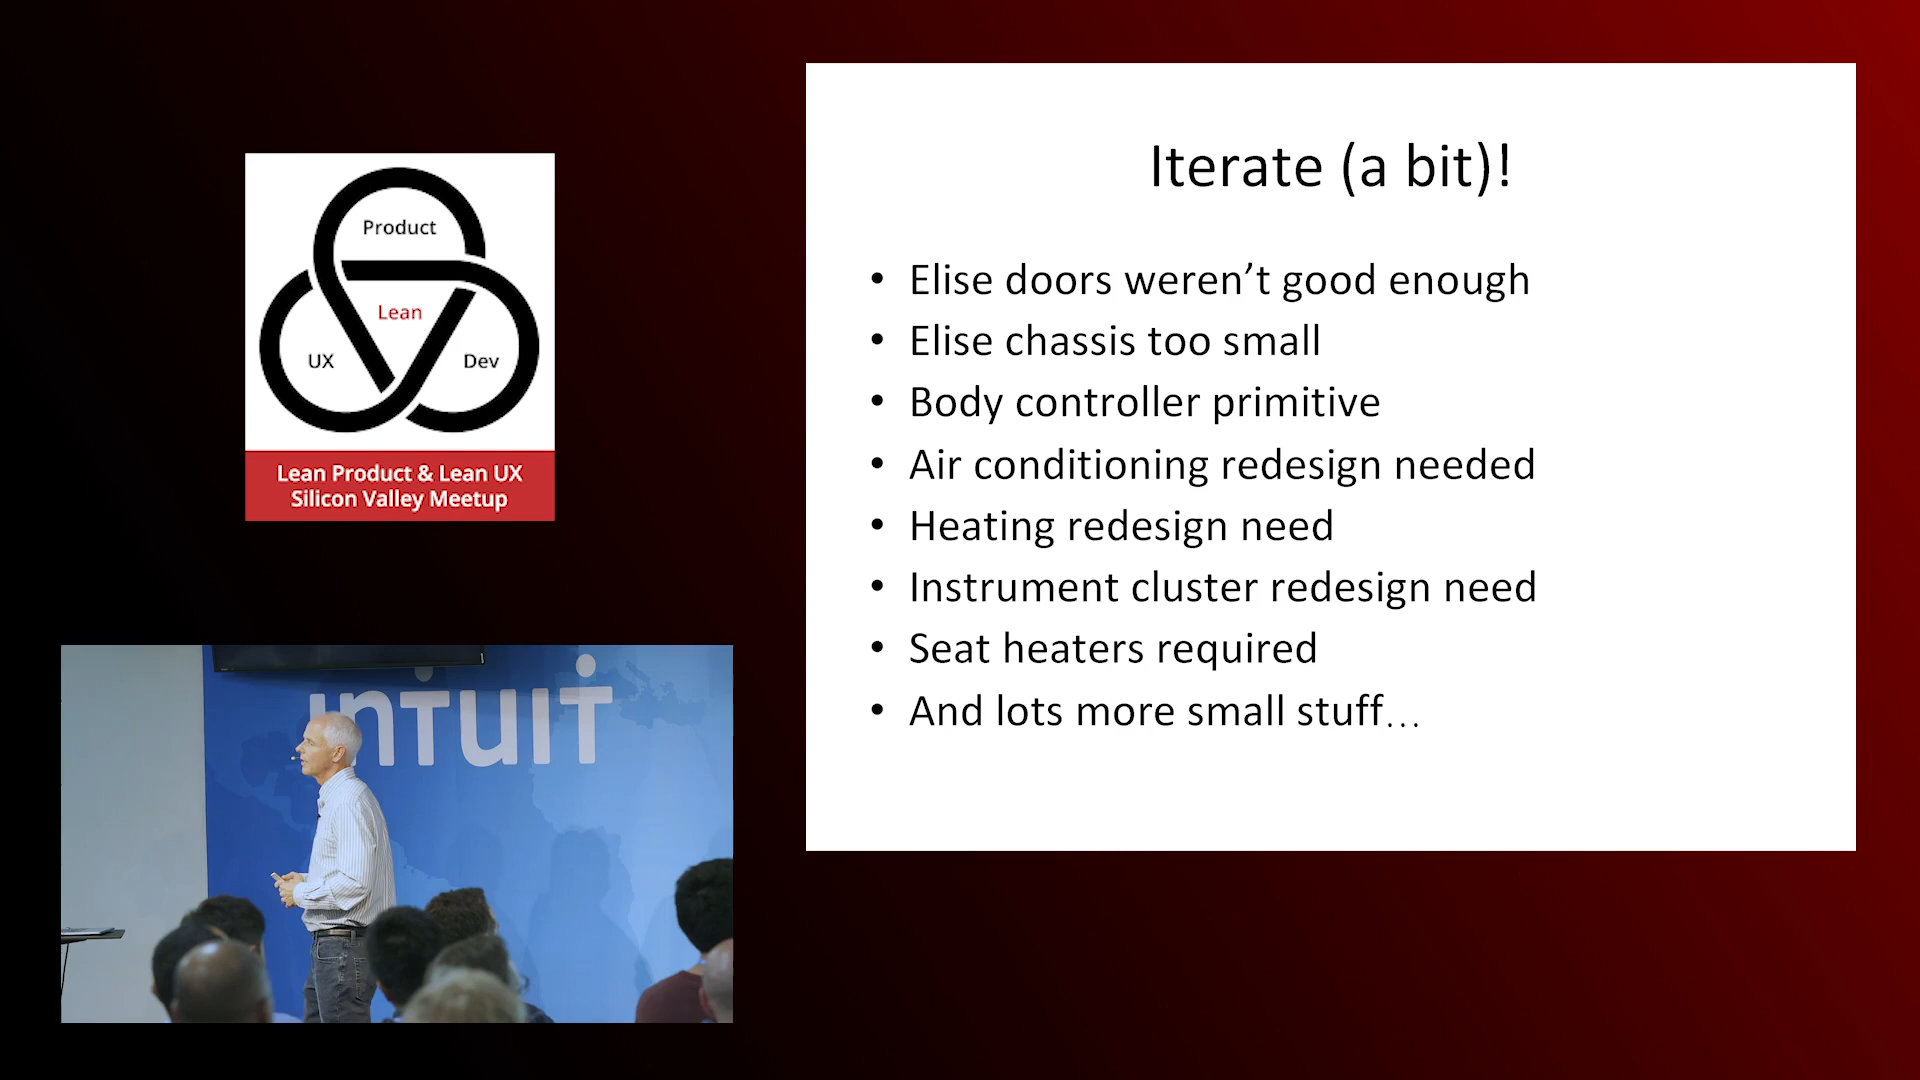 Product
Lean
UX
Dev
Lean Product & Lean UX
Silicon Valley Meetup
Iterate (a bit)!
• Elise doors weren’t good enough
• Elise chassis too small
• Body controller primitive
• Air conditioning redesign needed
• Heating redesign need
• Instrument cluster redesign need
• Seat heaters required
• And lots more small stuff…
intuit